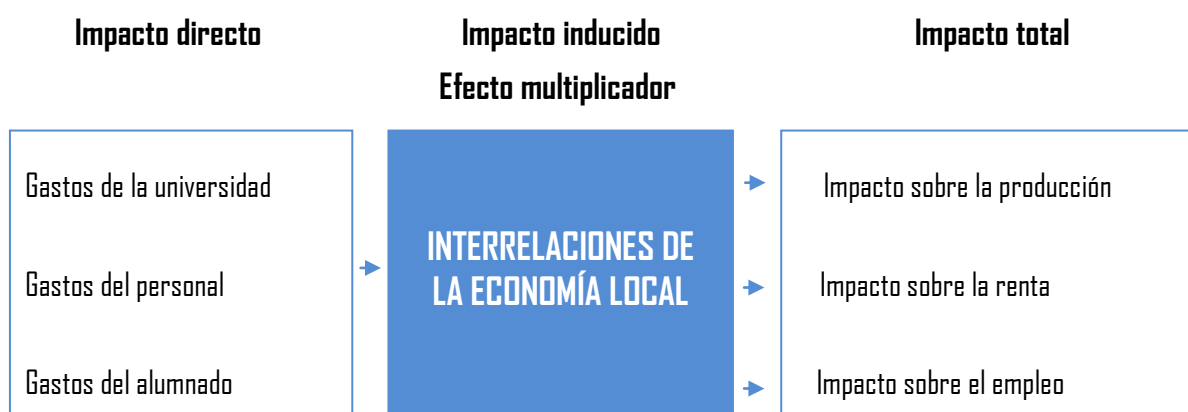 Impacto directo
Impacto inducido
Efecto multiplicador
Impacto total
Gastos de la universidad
Gastos del personal
Gastos del alumnado
INTERRELACIONES DE
LA ECONOMÍA LOCAL
Impacto sobre la producción
Impacto sobre la renta
Impacto sobre el empleo